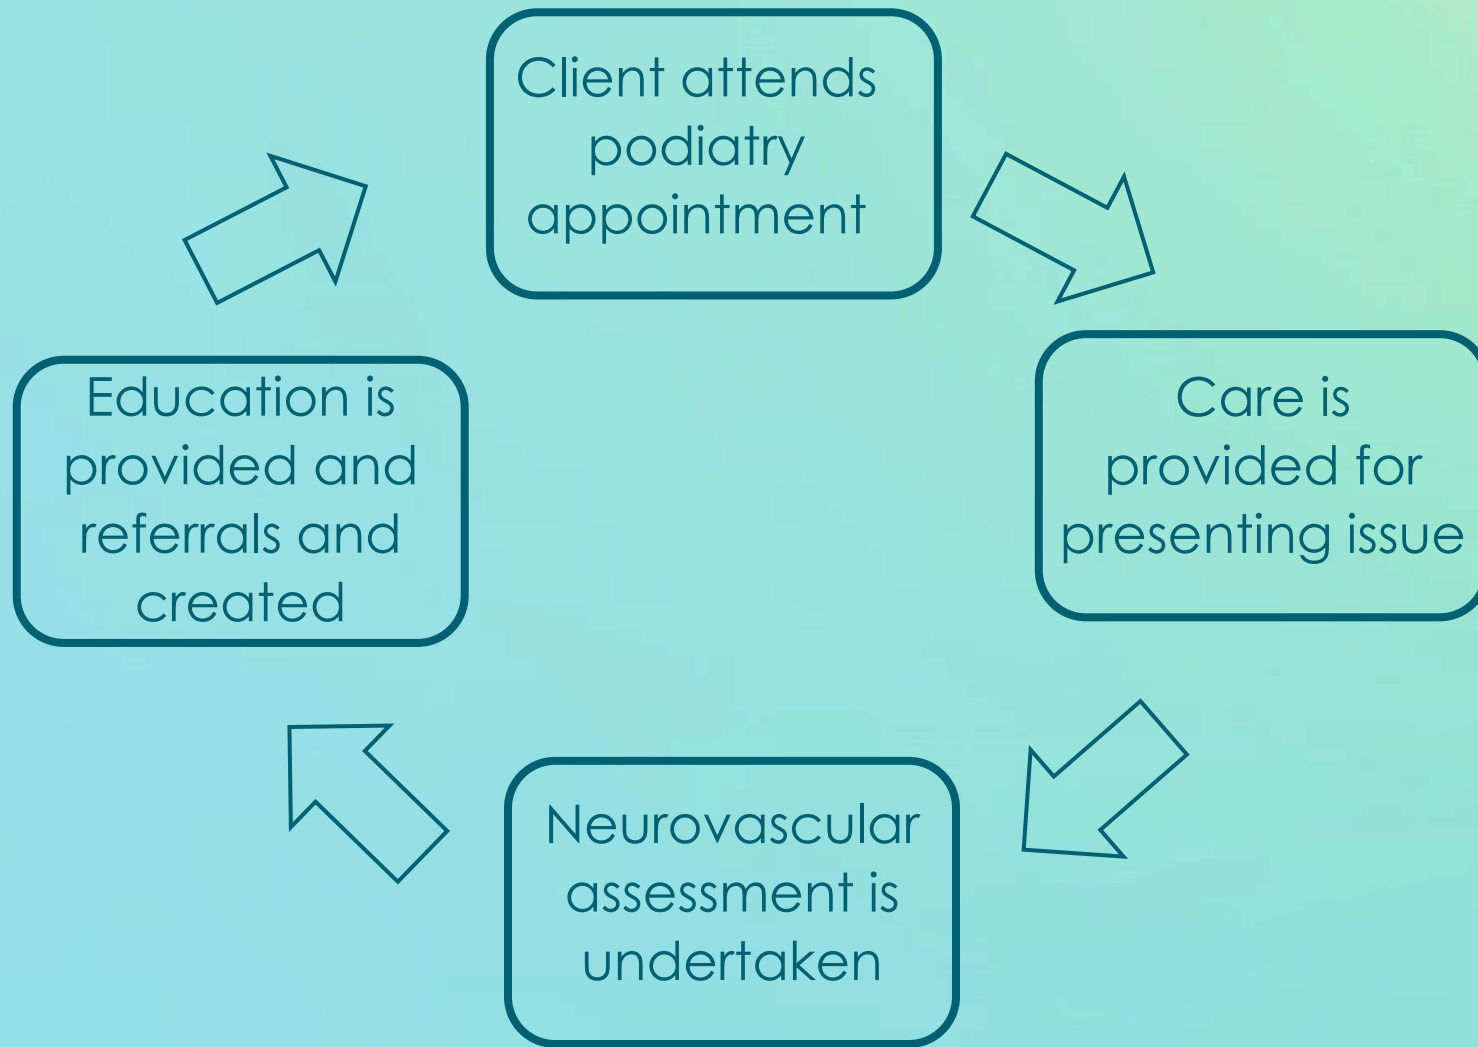 Client attends
podiatry
appointment
Care is
provided for
presenting issue
Neurovascular
assessment is
undertaken
Education is
provided and
referrals and
created